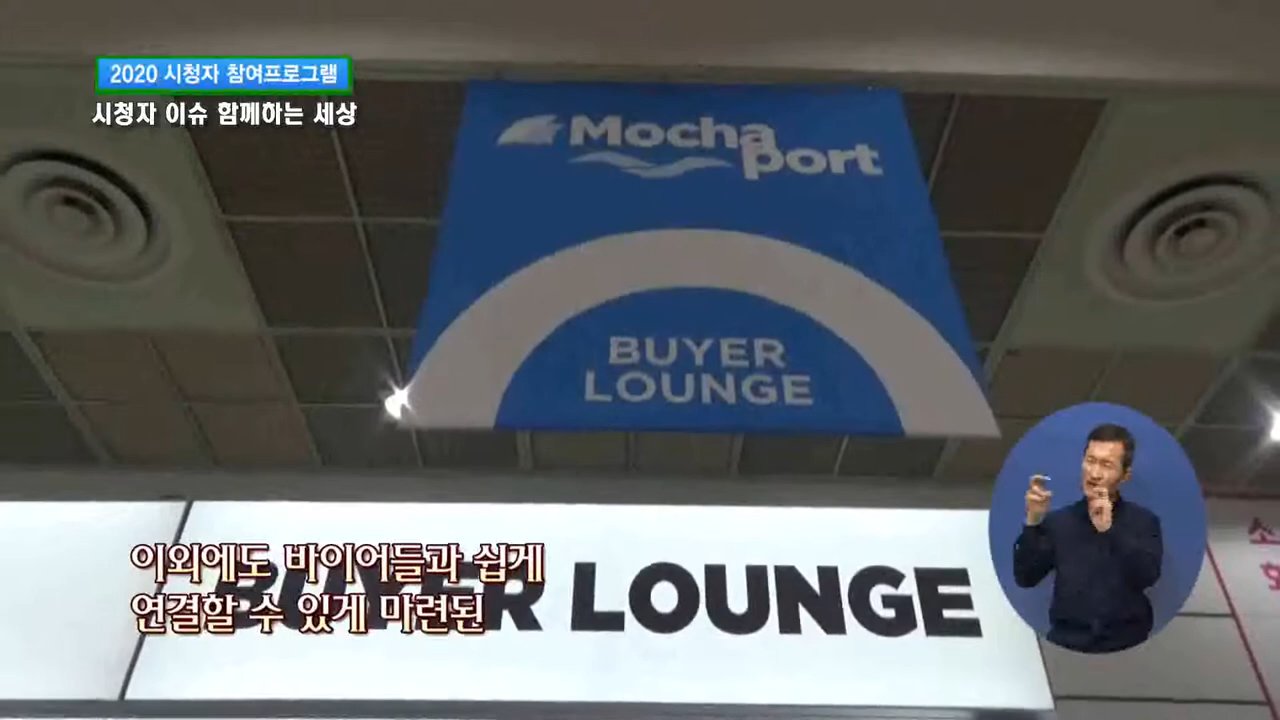 2020 시청자 참여프로그램
시청자 이슈 함께하는 세상
Mocha
port
BUYER
LOUNGE
BUYER LOUNGE
이외에도 바이어들과 쉽게
연결할 수 있게 마련된